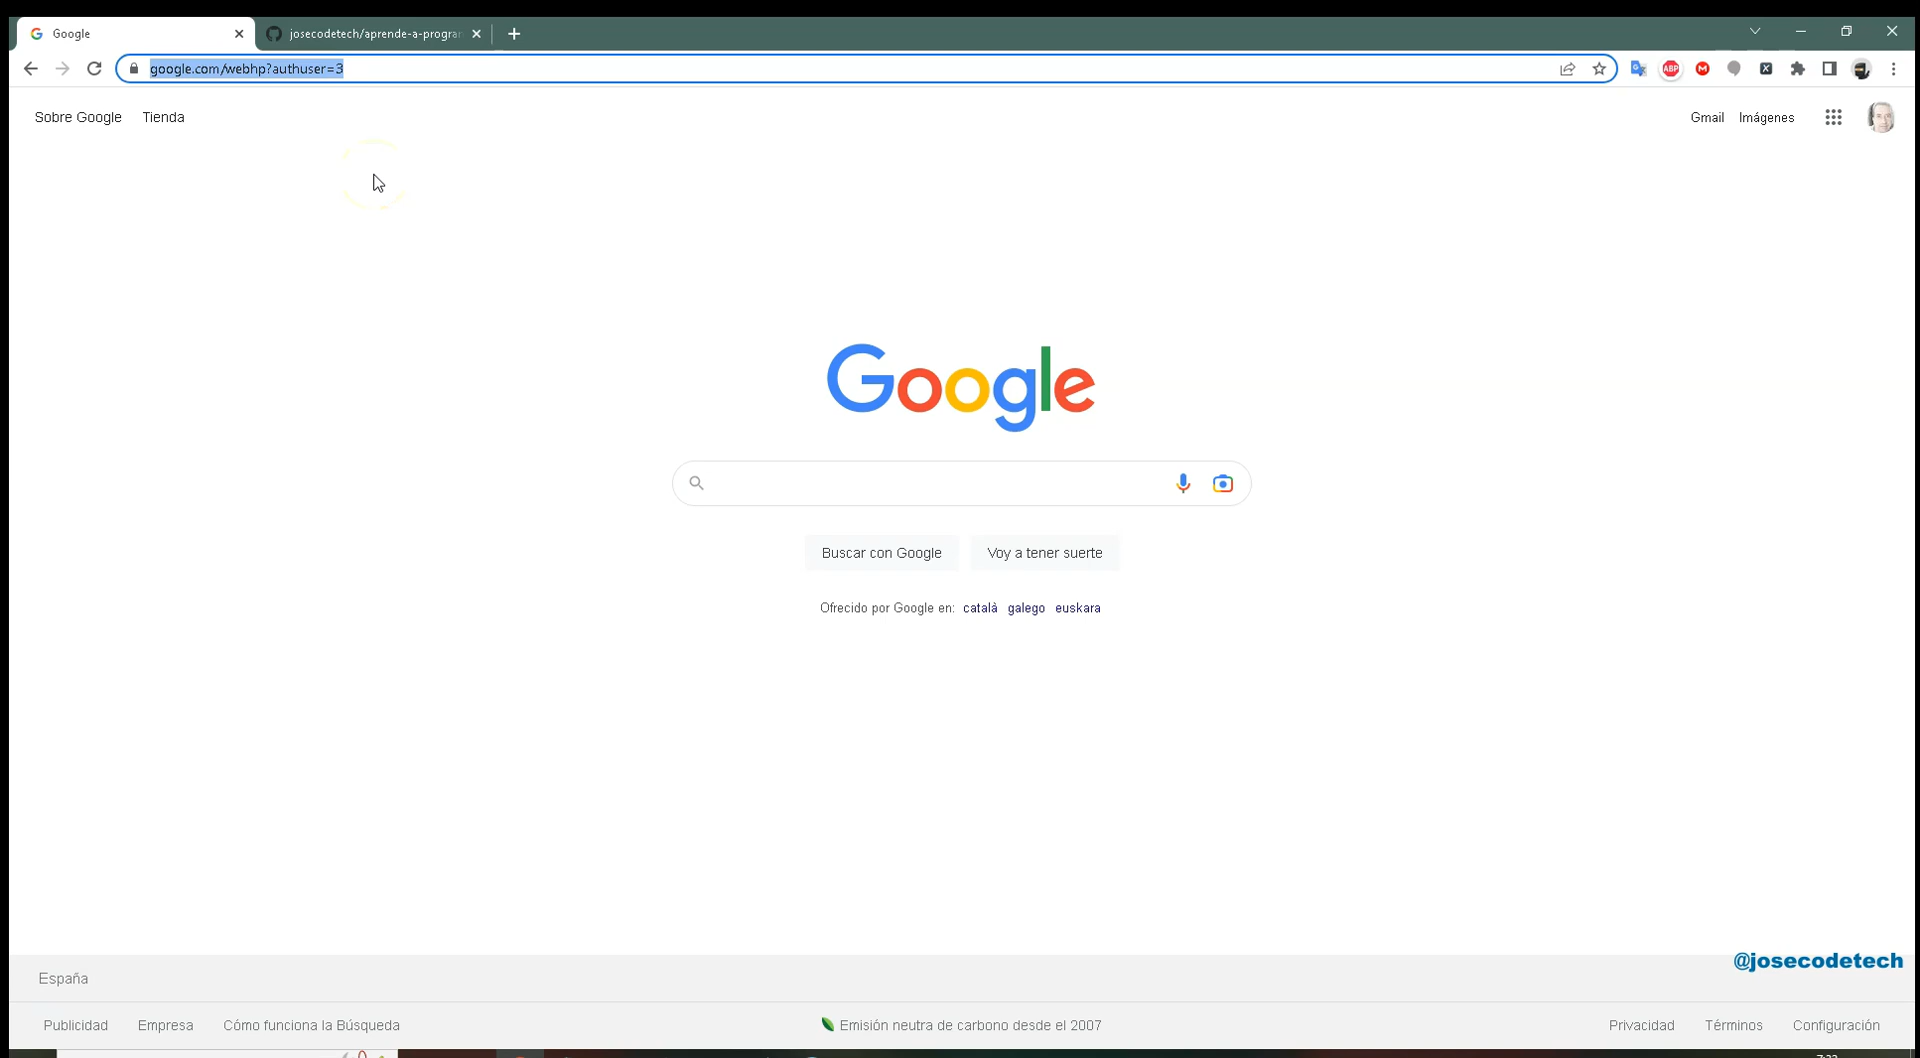 Google
josecodetech/aprende-a-progra
google.com/webhp?authuser=3
ABP
Sobre Google
Tienda
Gmail
Imágenes
Google
Buscar con Google
Voy a tener suerte
Ofrecido por Google en: català galego euskara
@josecodetech
España
Publicidad
Empresa
Cómo funciona la Búsqueda
Emisión neutra de carbono desde el 2007
Privacidad
Términos
Configuración